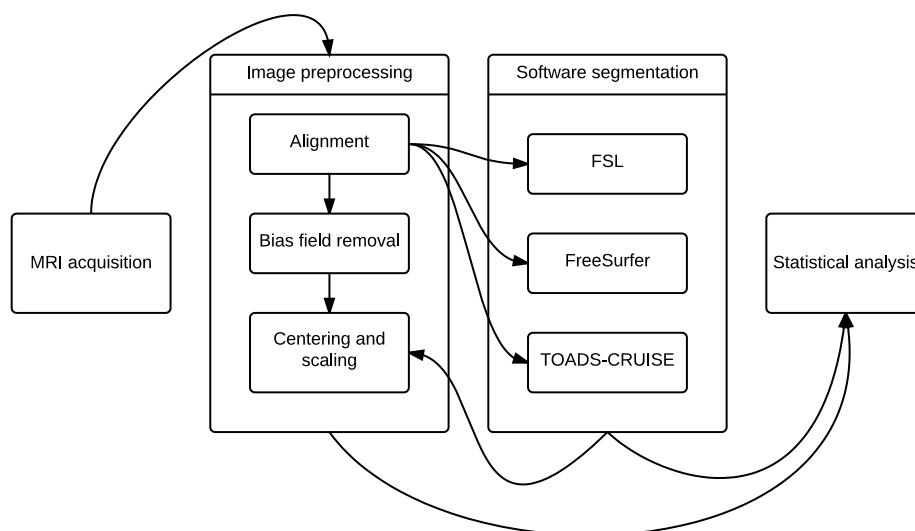 Image preprocessing
Software segmentation
Alignment
FSL
Bias field removal
MRI acquisition
FreeSurfer
Statistical analysis
Centering and
scaling
TOADS-CRUISE